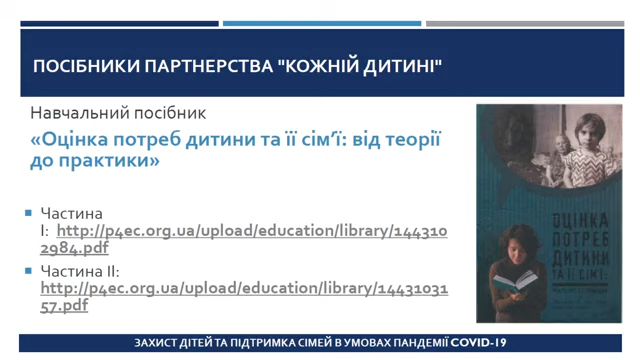 ПОСІБНИКИ ПАРТНЕРСТВА "КОЖНІЙ ДИТИНІ"
Навчальний посібник
«Оцінка потреб дитини та її сім’ї: від теорії
до практики»
Частина
І: http://p4ec.org.ua/upload/education/library/144310
2984.pdf
Частина ІІ:
http://p4ec.org.ua/upload/education/library/14431031
57.pdf
ОЦІНКА
ПОТРЕБ
ДИТИНИ
ТА ЇЇ СІМ'Ї:
ЗАХИСТ ДІТЕЙ ТА ПІДТРИМКА СІМЕЙ В УМОВАХ ПАНДЕМІЇ COVID-19